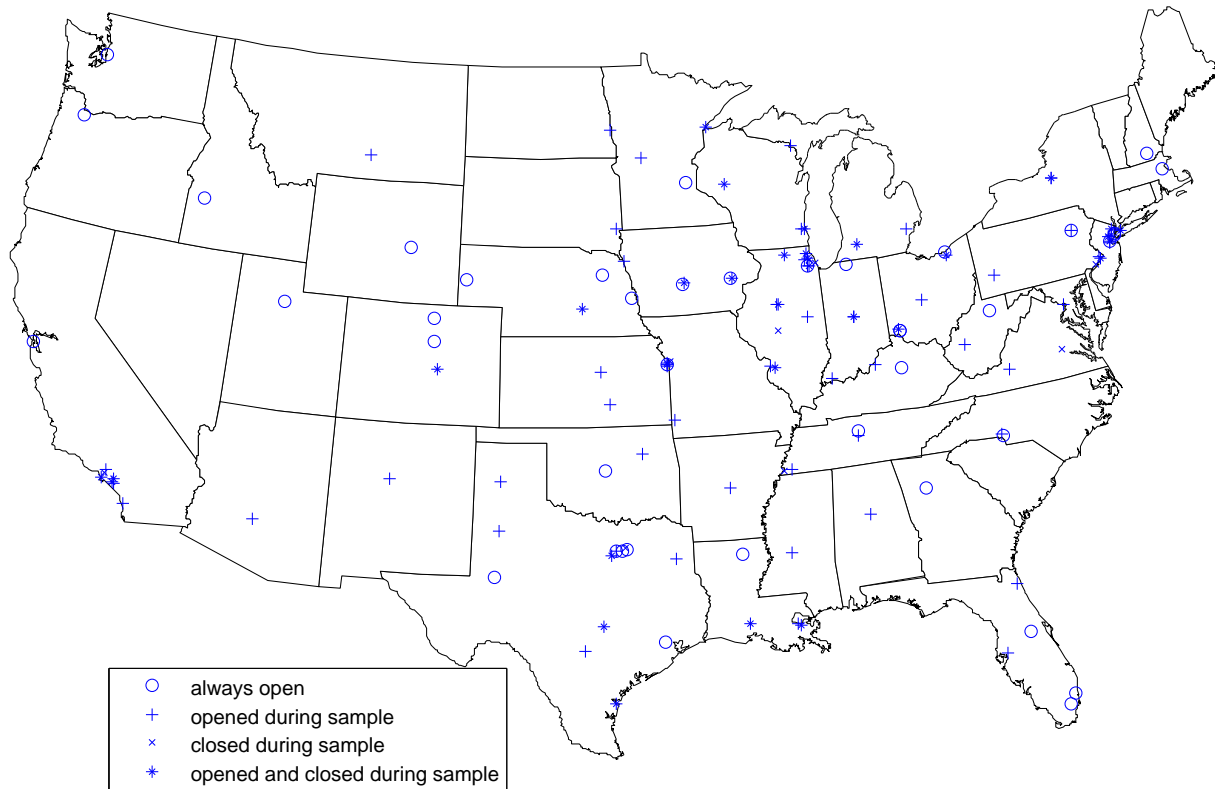 always open
opened during sample
closed during sample
opened and closed during sample